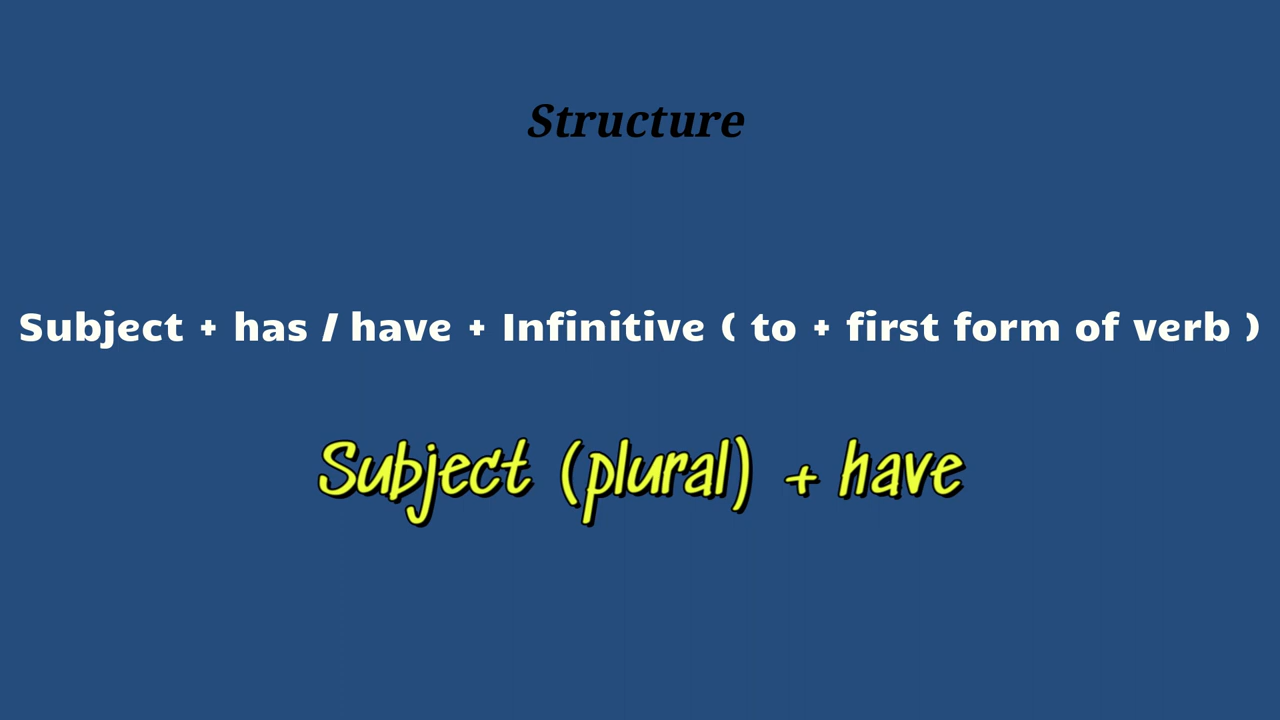 Structure
Subject + has / have + Infinitive ( to + first form of verb )
Subject (plural) + have